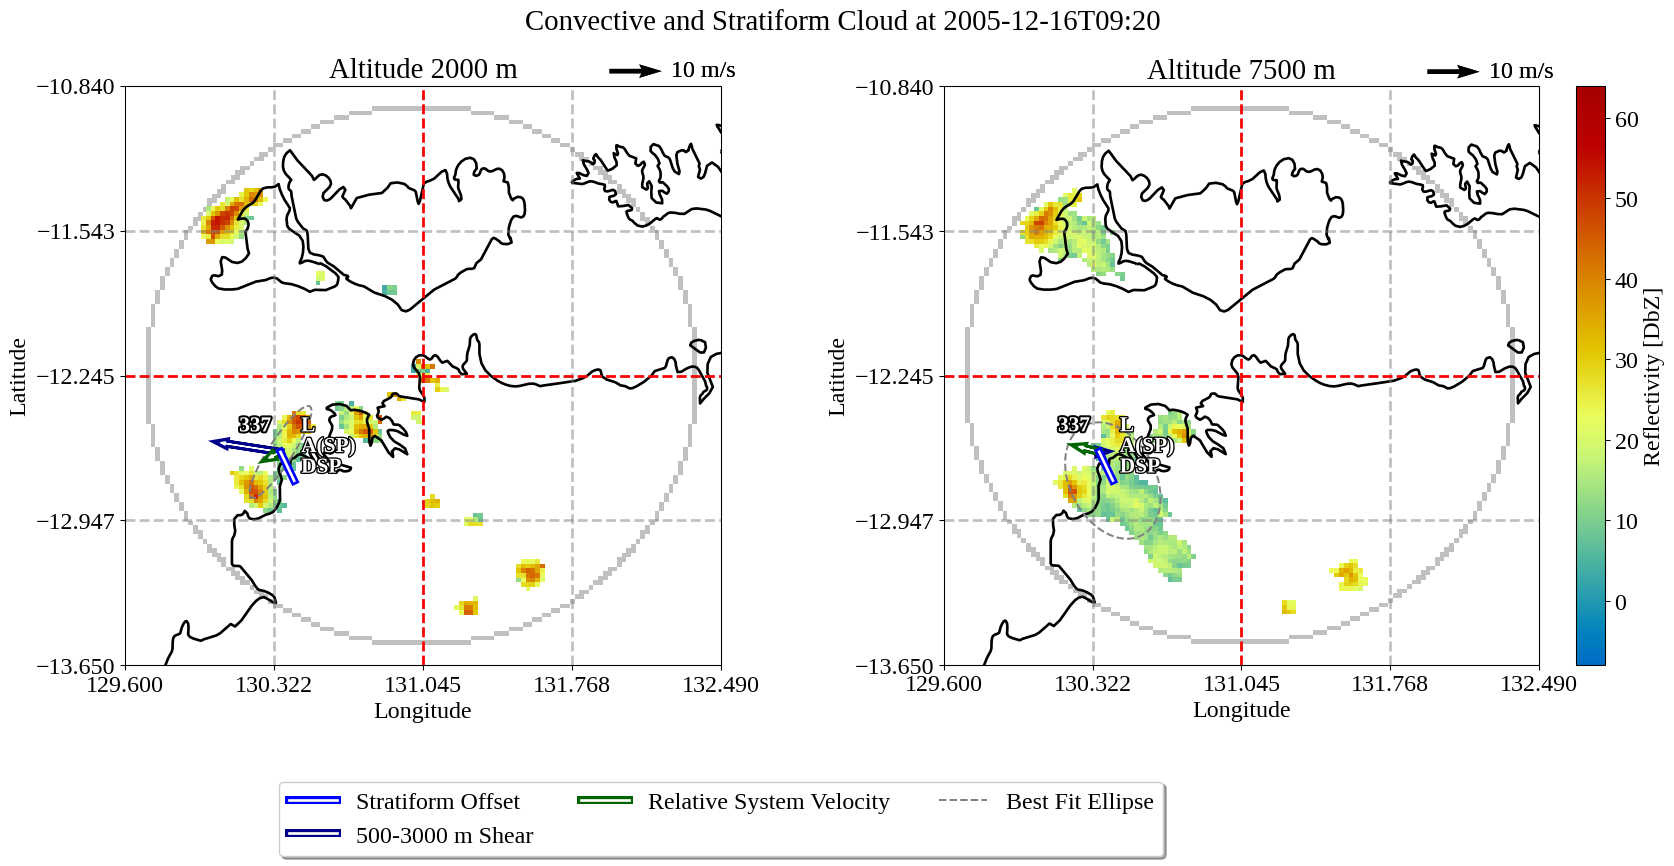 Convective and Stratiform Cloud at 2005-12-16T09:20
Altitude 2000 m
10 m/s
−10.840
−11.543
−12.245
−12.947
−13.650
Latitude
337
L
A(SP)
DSP
129.600
130.322
131.045
131.768
132.490
Longitude
Altitude 7500 m
10 m/s
−10.840
−11.543
−12.245
−12.947
−13.650
Latitude
337
L
A(SP)
DSP
129.600
130.322
131.045
131.768
132.490
Longitude
60
50
40
30
20
10
0
Reflectivity [DbZ]
Stratiform Offset
500-3000 m Shear
Relative System Velocity
Best Fit Ellipse